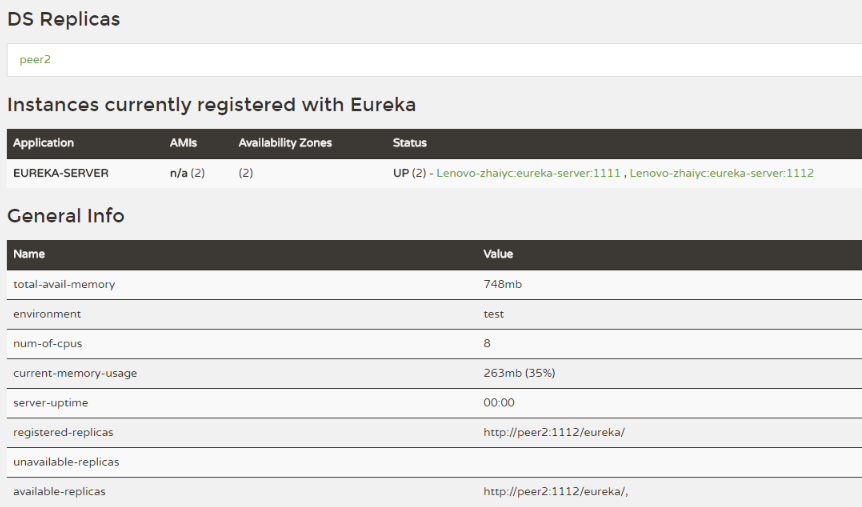 DS Replicas
peer2
Instances currently registered with Eureka
Application AMIs Availability Zones Status
EUREKA-SERVER n/a (2) (2) UP (2) - Lenovo-zhaiyc:eureka-server:1111 , Lenovo-zhaiyc:eureka-server:1112
General Info
Name Value
total-avail-memory 748mb
environment test
num-of-cpus 8
current-memory-usage 263mb (35%)
server-uptime 00:00
registered-replicas http://peer2:1112/eureka/
unavailable-replicas
available-replicas http://peer2:1112/eureka/,